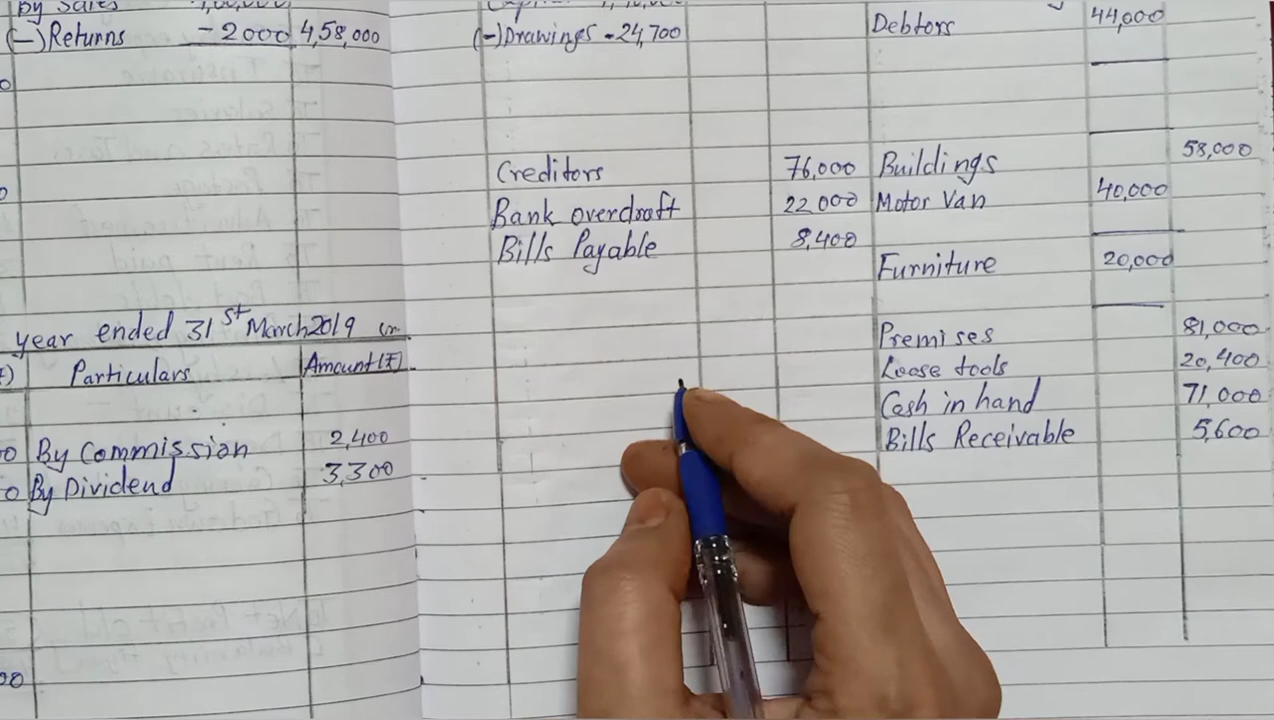 By Sales
(-) Returns -2000 4,58,000
year ended 31st March 2019 in
Particulars Amount (₹)
By Commission 2,400
By Dividend 3,300
(-) Drawings -24,700
Creditors 76,000
Bank overdraft 22,000
Bills Payable 8,400
Debtors 44,000
Buildings 58,000
Motor Van 40,000
Furniture 20,000
Premises 81,000
Loose tools 20,400
Cash in hand 71,000
Bills Receivable 5,600